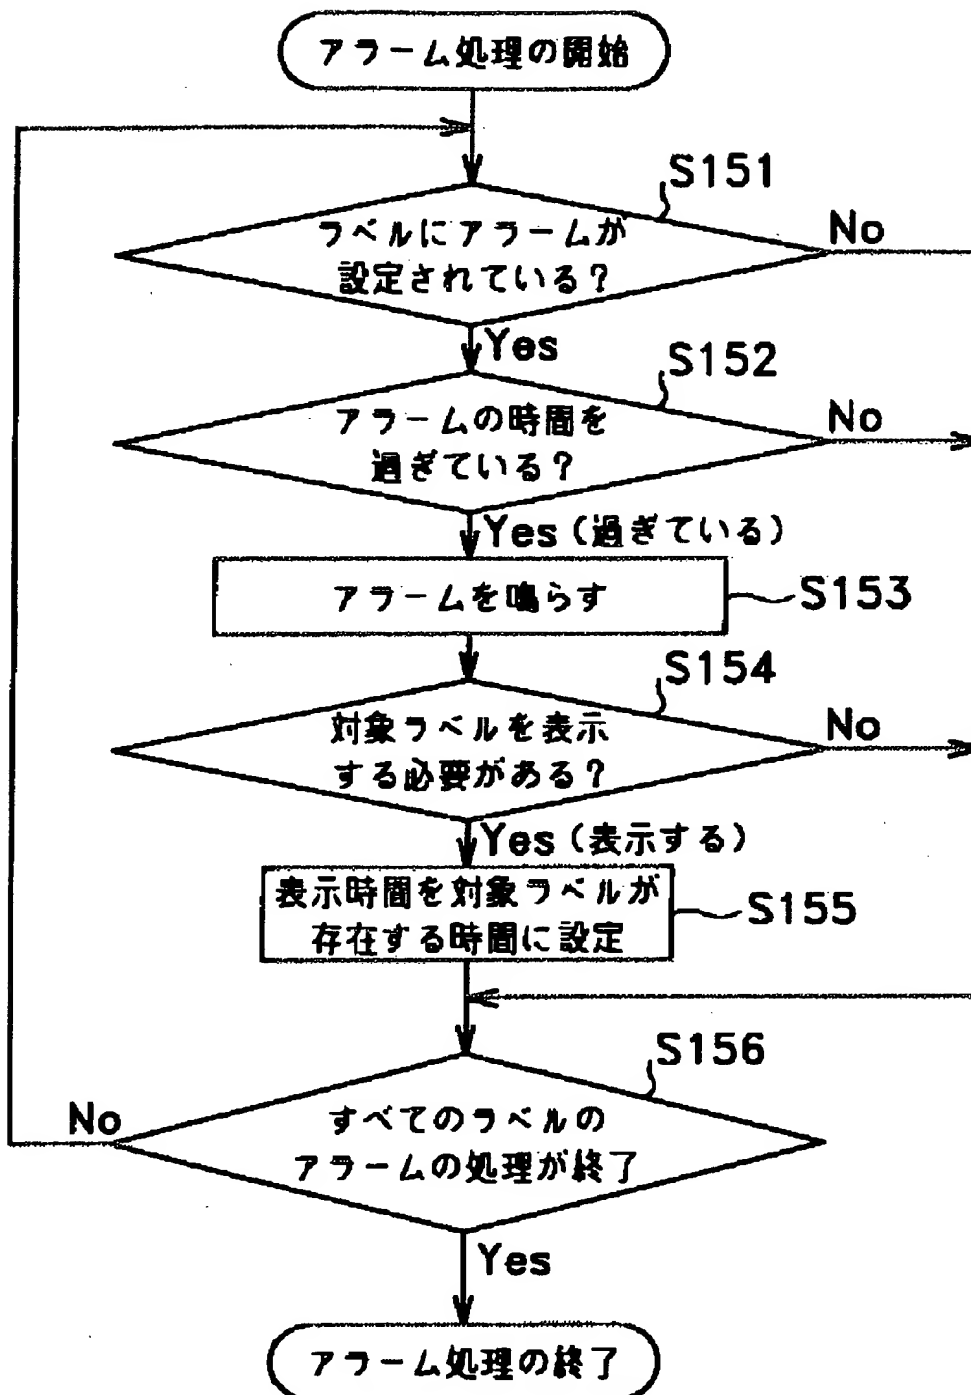 アラーム処理の開始
S151
ラベルにアラームが
設定されている?
No
Yes
S152
アラームの時間を
過ぎている?
No
Yes(過ぎている)
アラームを鳴らす
S153
S154
対象ラベルを表示
する必要がある?
No
Yes(表示する)
表示時間を対象ラベルが
存在する時間に設定
S155
S156
すべてのラベルの
アラームの処理が終了
No
Yes
アラーム処理の終了